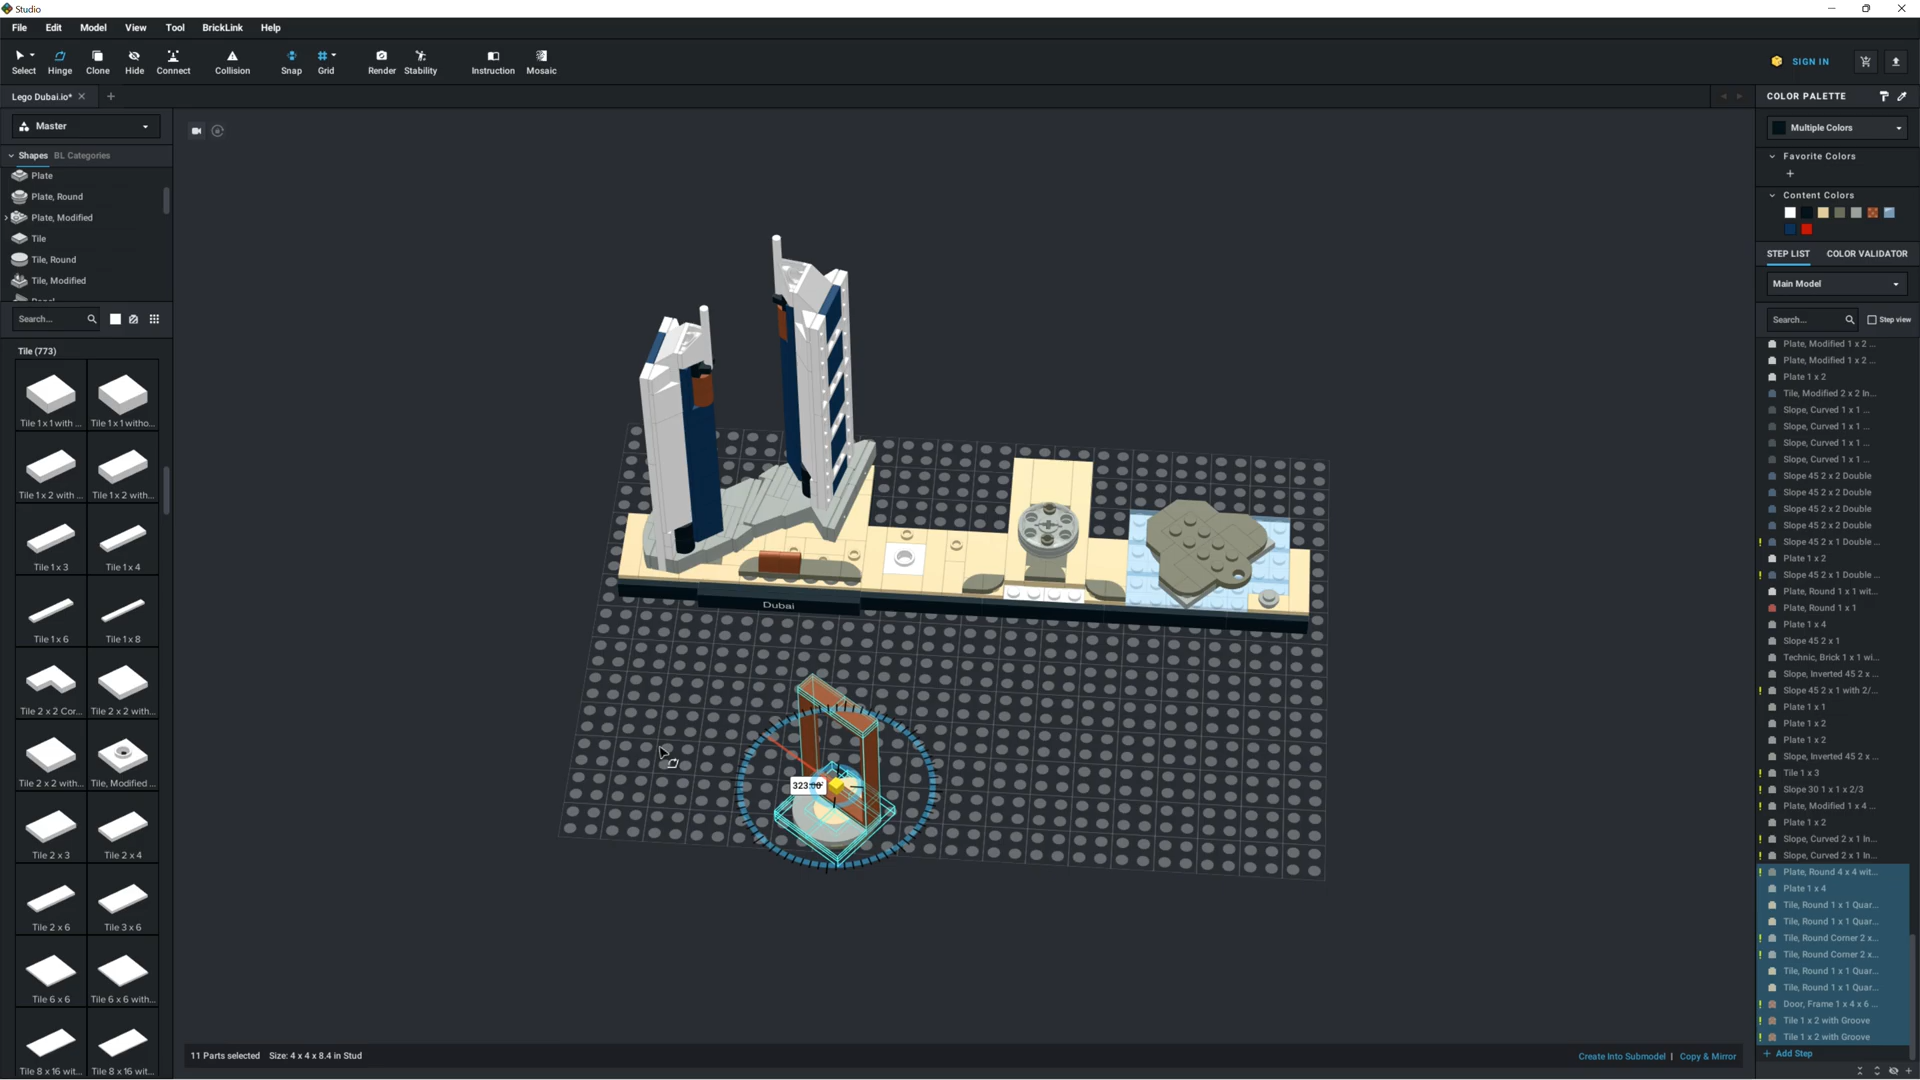 Studio
File Edit Model View Tool BrickLink Help
Select Hinge Clone Hide Connect Collision Snap Grid Render Stability Instruction Mosaic
SIGN IN
Lego Dubai.io*
COLOR PALETTE
Master
Multiple Colors
Shapes BL Categories
Favorite Colors
Plate
Plate, Round
Content Colors
Plate, Modified
Tile
STEP LIST COLOR VALIDATOR
Tile, Round
Tile, Modified
Main Model
Search...
Search... Step view
Tile (773)
Tile 1 x 1 with ... Tile 1 x 1 witho...
Tile 1 x 2 with ... Tile 1 x 2 with...
Tile 1 x 3 Tile 1 x 4
Tile 1 x 6 Tile 1 x 8
Tile 2 x 2 Cor... Tile 2 x 2 with...
Tile 2 x 2 with... Tile, Modified ...
Tile 2 x 3 Tile 2 x 4
Tile 2 x 6 Tile 3 x 6
Tile 6 x 6 Tile 6 x 6 with...
Tile 8 x 16 wit... Tile 8 x 16 wit...
Dubai
323.00°
Plate, Modified 1 x 2 ...
Plate, Modified 1 x 2 ...
Plate 1 x 2
Tile, Modified 2 x 2 In...
Slope, Curved 1 x 1 ...
Slope, Curved 1 x 1 ...
Slope, Curved 1 x 1 ...
Slope, Curved 1 x 1 ...
Slope 45 2 x 2 Double
Slope 45 2 x 2 Double
Slope 45 2 x 2 Double
Slope 45 2 x 2 Double
! Slope 45 2 x 1 Double ...
Plate 1 x 2
! Slope 45 2 x 1 Double ...
Plate, Round 1 x 1 wit...
Plate, Round 1 x 1
Plate 1 x 4
Slope 45 2 x 1
Technic, Brick 1 x 1 wi...
Slope, Inverted 45 2 x ...
! Slope 45 2 x 1 with 2/...
Plate 1 x 1
Plate 1 x 2
Plate 1 x 2
Slope, Inverted 45 2 x ...
! Tile 1 x 3
! Slope 30 1 x 1 x 2/3
! Plate, Modified 1 x 4 ...
Plate 1 x 2
! Slope, Curved 2 x 1 In...
! Slope, Curved 2 x 1 In...
! Plate, Round 4 x 4 wit...
Plate 1 x 4
Tile, Round 1 x 1 Quar...
Tile, Round 1 x 1 Quar...
! Tile, Round Corner 2 x...
! Tile, Round Corner 2 x...
Tile, Round 1 x 1 Quar...
Tile, Round 1 x 1 Quar...
! Door, Frame 1 x 4 x 6 ...
! Tile 1 x 2 with Groove
! Tile 1 x 2 with Groove
+ Add Step
11 Parts selected Size: 4 x 4 x 8.4 in Stud
Create Into Submodel | Copy & Mirror